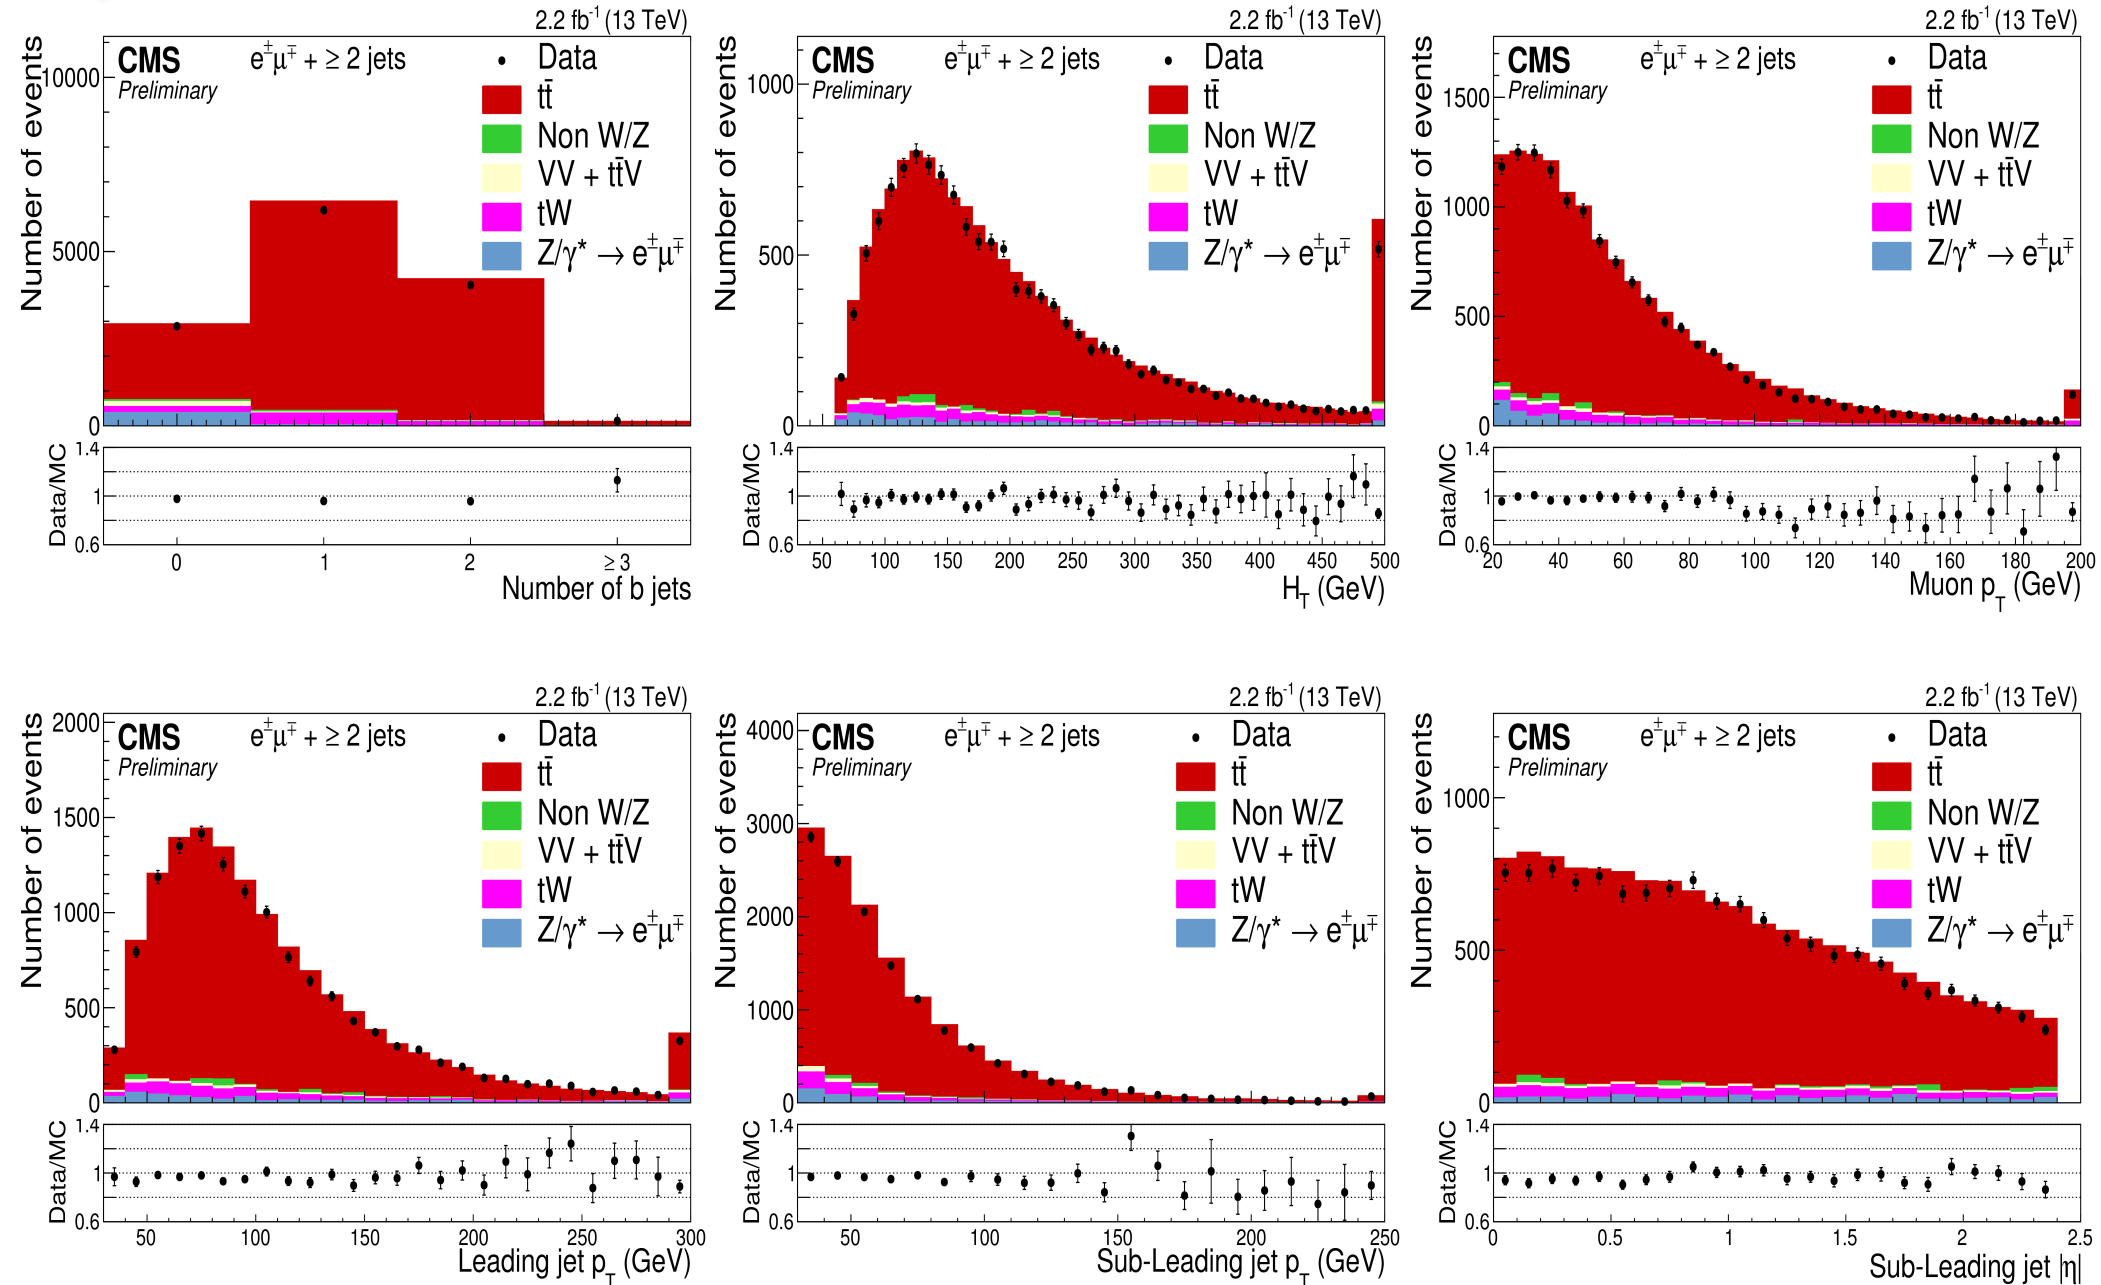 2.2 fb⁻¹ (13 TeV)
CMS
Preliminary
e±μ∓ + ≥ 2 jets
Data
tt̄
Non W/Z
VV + tt̄V
tW
Z/γ* → e±μ∓
Number of events
10000
5000
0
Data/MC
1.4
1
0.6
0 1 2 ≥ 3
Number of b jets
2.2 fb⁻¹ (13 TeV)
CMS
Preliminary
e±μ∓ + ≥ 2 jets
Data
tt̄
Non W/Z
VV + tt̄V
tW
Z/γ* → e±μ∓
Number of events
1000
500
0
Data/MC
1.4
1
0.6
50 100 150 200 250 300 350 400 450 500
H_T (GeV)
2.2 fb⁻¹ (13 TeV)
CMS
Preliminary
e±μ∓ + ≥ 2 jets
Data
tt̄
Non W/Z
VV + tt̄V
tW
Z/γ* → e±μ∓
Number of events
1500
1000
500
0
Data/MC
1.4
1
0.6
20 40 60 80 100 120 140 160 180 200
Muon p_T (GeV)
2.2 fb⁻¹ (13 TeV)
CMS
Preliminary
e±μ∓ + ≥ 2 jets
Data
tt̄
Non W/Z
VV + tt̄V
tW
Z/γ* → e±μ∓
Number of events
2000
1500
1000
500
0
Data/MC
1.4
1
0.6
50 100 150 200 250 300
Leading jet p_T (GeV)
2.2 fb⁻¹ (13 TeV)
CMS
Preliminary
e±μ∓ + ≥ 2 jets
Data
tt̄
Non W/Z
VV + tt̄V
tW
Z/γ* → e±μ∓
Number of events
4000
3000
2000
1000
0
Data/MC
1.4
1
0.6
50 100 150 200 250
Sub-Leading jet p_T (GeV)
2.2 fb⁻¹ (13 TeV)
CMS
Preliminary
e±μ∓ + ≥ 2 jets
Data
tt̄
Non W/Z
VV + tt̄V
tW
Z/γ* → e±μ∓
Number of events
1000
500
0
Data/MC
1.4
1
0.6
0 0.5 1 1.5 2 2.5
Sub-Leading jet |η|